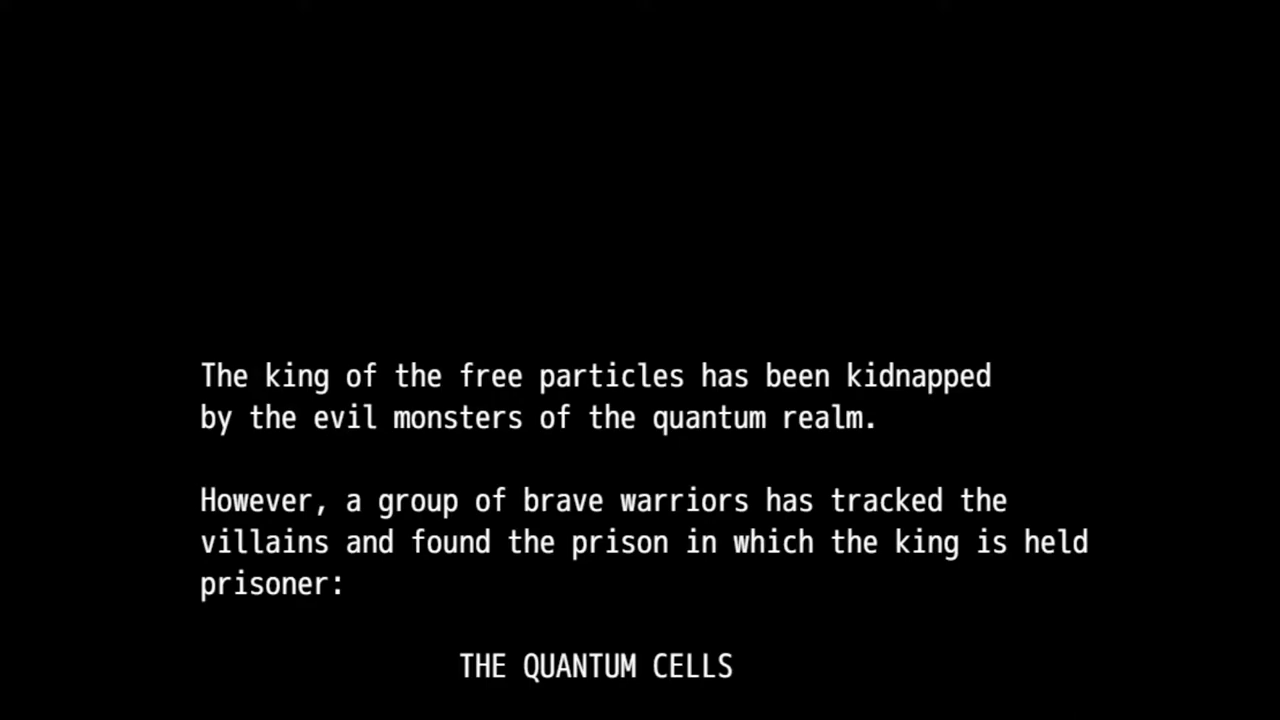 The king of the free particles has been kidnapped
by the evil monsters of the quantum realm.
However, a group of brave warriors has tracked the
villains and found the prison in which the king is held
prisoner:
THE QUANTUM CELLS